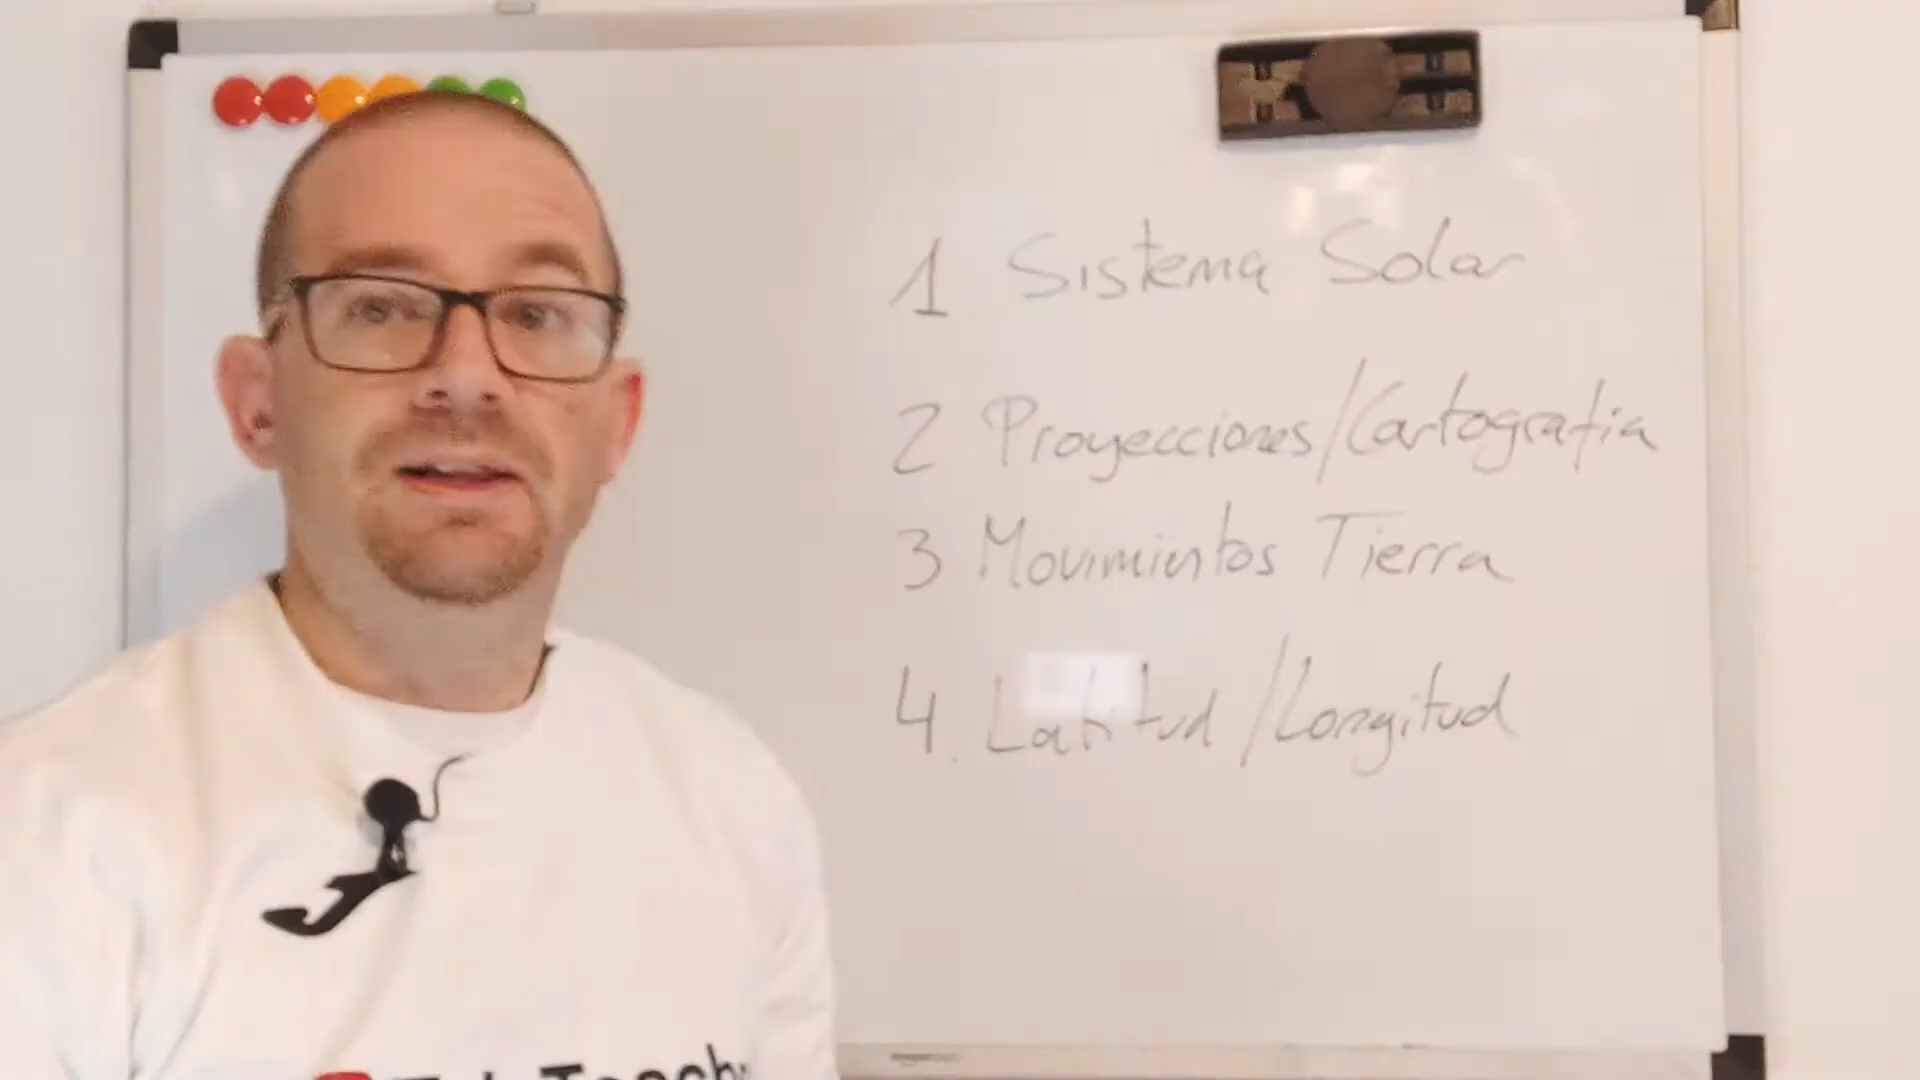 1 Sistema Solar
2 Proyecciones/Cartografia
3 Movimientos Tierra
4. Latitud/Longitud